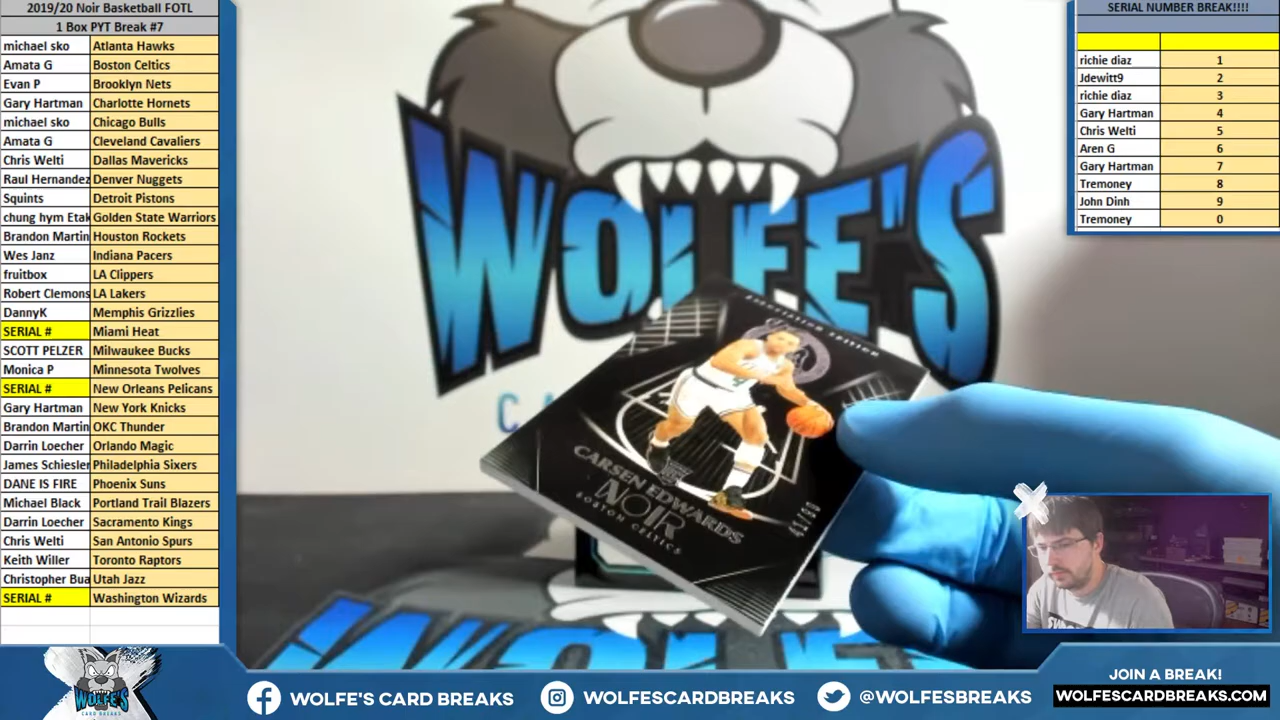 2019/20 Noir Basketball FOTL
1 Box PYT Break #7
michael sko Atlanta Hawks
Amata G Boston Celtics
Evan P Brooklyn Nets
Gary Hartman Charlotte Hornets
michael sko Chicago Bulls
Amata G Cleveland Cavaliers
Chris Welti Dallas Mavericks
Raul Hernandez Denver Nuggets
Squints Detroit Pistons
chung hym Etak Golden State Warriors
Brandon Martin Houston Rockets
Wes Janz Indiana Pacers
fruitbox LA Clippers
Robert Clemons LA Lakers
DannyK Memphis Grizzlies
SERIAL # Miami Heat
SCOTT PELZER Milwaukee Bucks
Monica P Minnesota Twolves
SERIAL # New Orleans Pelicans
Gary Hartman New York Knicks
Brandon Martin OKC Thunder
Darrin Loecher Orlando Magic
James Schiesler Philadelphia Sixers
DANE IS FIRE Phoenix Suns
Michael Black Portland Trail Blazers
Darrin Loecher Sacramento Kings
Chris Welti San Antonio Spurs
Keith Willer Toronto Raptors
Christopher Bua Utah Jazz
SERIAL # Washington Wizards
WOLFE'S
ASSOCIATION EDITION
CARSEN EDWARDS
NOIR
BOSTON CELTICS
SERIAL NUMBER BREAK!!!!
richie diaz 1
Jdewitt9 2
richie diaz 3
Gary Hartman 4
Chris Welti 5
Aren G 6
Gary Hartman 7
Tremoney 8
John Dinh 9
Tremoney 0
WOLFE'S
CARD BREAKS
WOLFE'S CARD BREAKS
WOLFESCARDBREAKS
@WOLFESBREAKS
JOIN A BREAK!
WOLFESCARDBREAKS.COM